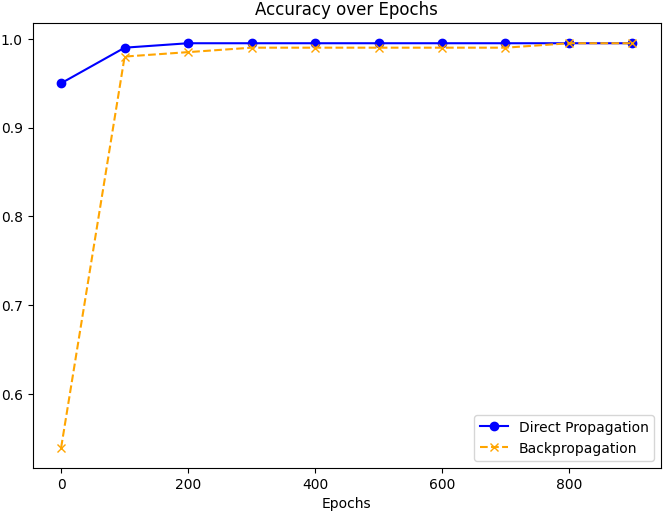 Accuracy over Epochs
1.0
0.9
0.8
0.7
0.6
Direct Propagation
Backpropagation
0 200 400 600 800
Epochs